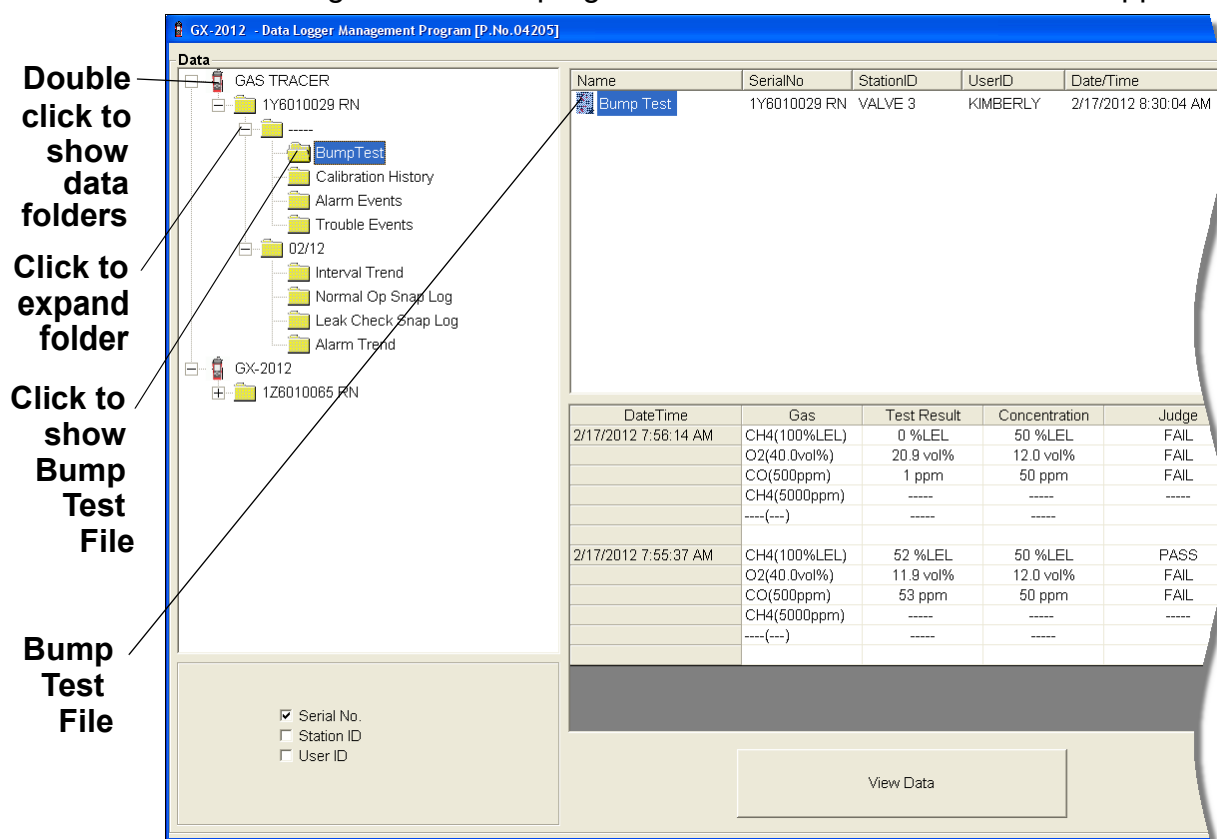 GX-2012 - Data Logger Management Program [P.No.04205]
Data
Double
click to
show
data
folders
Click to
expand
folder
Click to
show
Bump
Test
File
Bump
Test
File
GAS TRACER
1Y6010029 RN
-----
BumpTest
Calibration History
Alarm Events
Trouble Events
02/12
Interval Trend
Normal Op Snap Log
Leak Check Snap Log
Alarm Trend
GX-2012
1Z6010065 RN
Serial No.
Station ID
User ID
Name SerialNo StationID UserID Date/Time
Bump Test 1Y6010029 RN VALVE 3 KIMBERLY 2/17/2012 8:30:04 AM
DateTime Gas Test Result Concentration Judge
2/17/2012 7:56:14 AM CH4(100%LEL) 0 %LEL 50 %LEL FAIL
O2(40.0vol%) 20.9 vol% 12.0 vol% FAIL
CO(500ppm) 1 ppm 50 ppm FAIL
CH4(5000ppm) ----- ----- -----
----(---) ----- -----
2/17/2012 7:55:37 AM CH4(100%LEL) 52 %LEL 50 %LEL PASS
O2(40.0vol%) 11.9 vol% 12.0 vol% FAIL
CO(500ppm) 53 ppm 50 ppm FAIL
CH4(5000ppm) ----- ----- -----
----(---) ----- -----
View Data